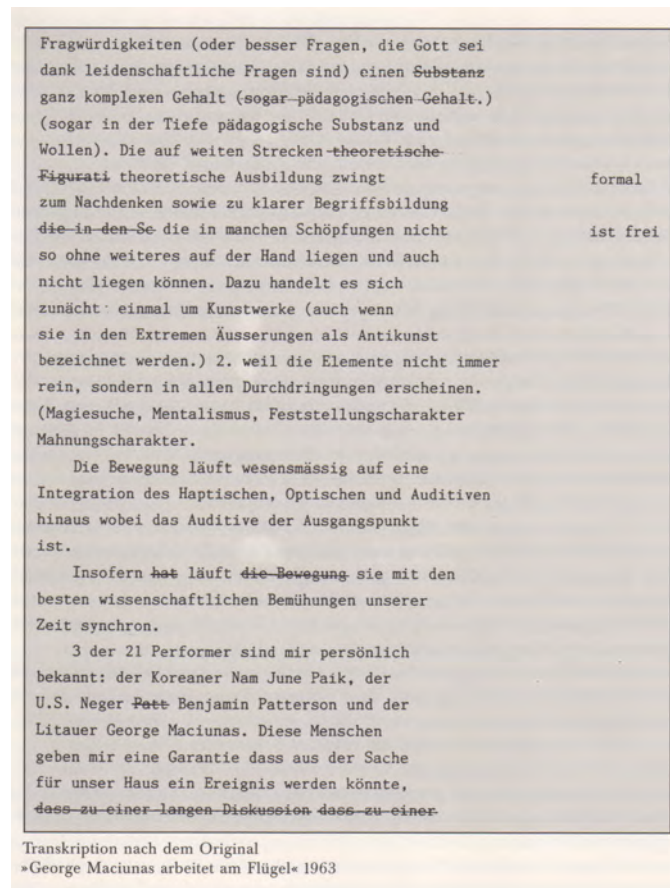 Fragwürdigkeiten (oder besser Fragen, die Gott sei
dank leidenschaftliche Fragen sind) einen Substanz
ganz komplexen Gehalt (sogar pädagogischen Gehalt.)
(sogar in der Tiefe pädagogische Substanz und
Wollen). Die auf weiten Strecken theoretische
Figurati theoretische Ausbildung zwingt formal
zum Nachdenken sowie zu klarer Begriffsbildung
die in den Sc die in manchen Schöpfungen nicht ist frei
so ohne weiteres auf der Hand liegen und auch
nicht liegen können. Dazu handelt es sich
zunächt einmal um Kunstwerke (auch wenn
sie in den Extremen Äusserungen als Antikunst
bezeichnet werden.) 2. weil die Elemente nicht immer
rein, sondern in allen Durchdringungen erscheinen.
(Magiesuche, Mentalismus, Feststellungscharakter
Mahnungscharakter.
Die Bewegung läuft wesensmässig auf eine
Integration des Haptischen, Optischen und Auditiven
hinaus wobei das Auditive der Ausgangspunkt
ist.
Insofern hat läuft die Bewegung sie mit den
besten wissenschaftlichen Bemühungen unserer
Zeit synchron.
3 der 21 Performer sind mir persönlich
bekannt: der Koreaner Nam June Paik, der
U.S. Neger Patt Benjamin Patterson und der
Litauer George Maciunas. Diese Menschen
geben mir eine Garantie dass aus der Sache
für unser Haus ein Ereignis werden könnte,
dass zu einer langen Diskussion dass zu einer
Transkription nach dem Original
»George Maciunas arbeitet am Flügel« 1963